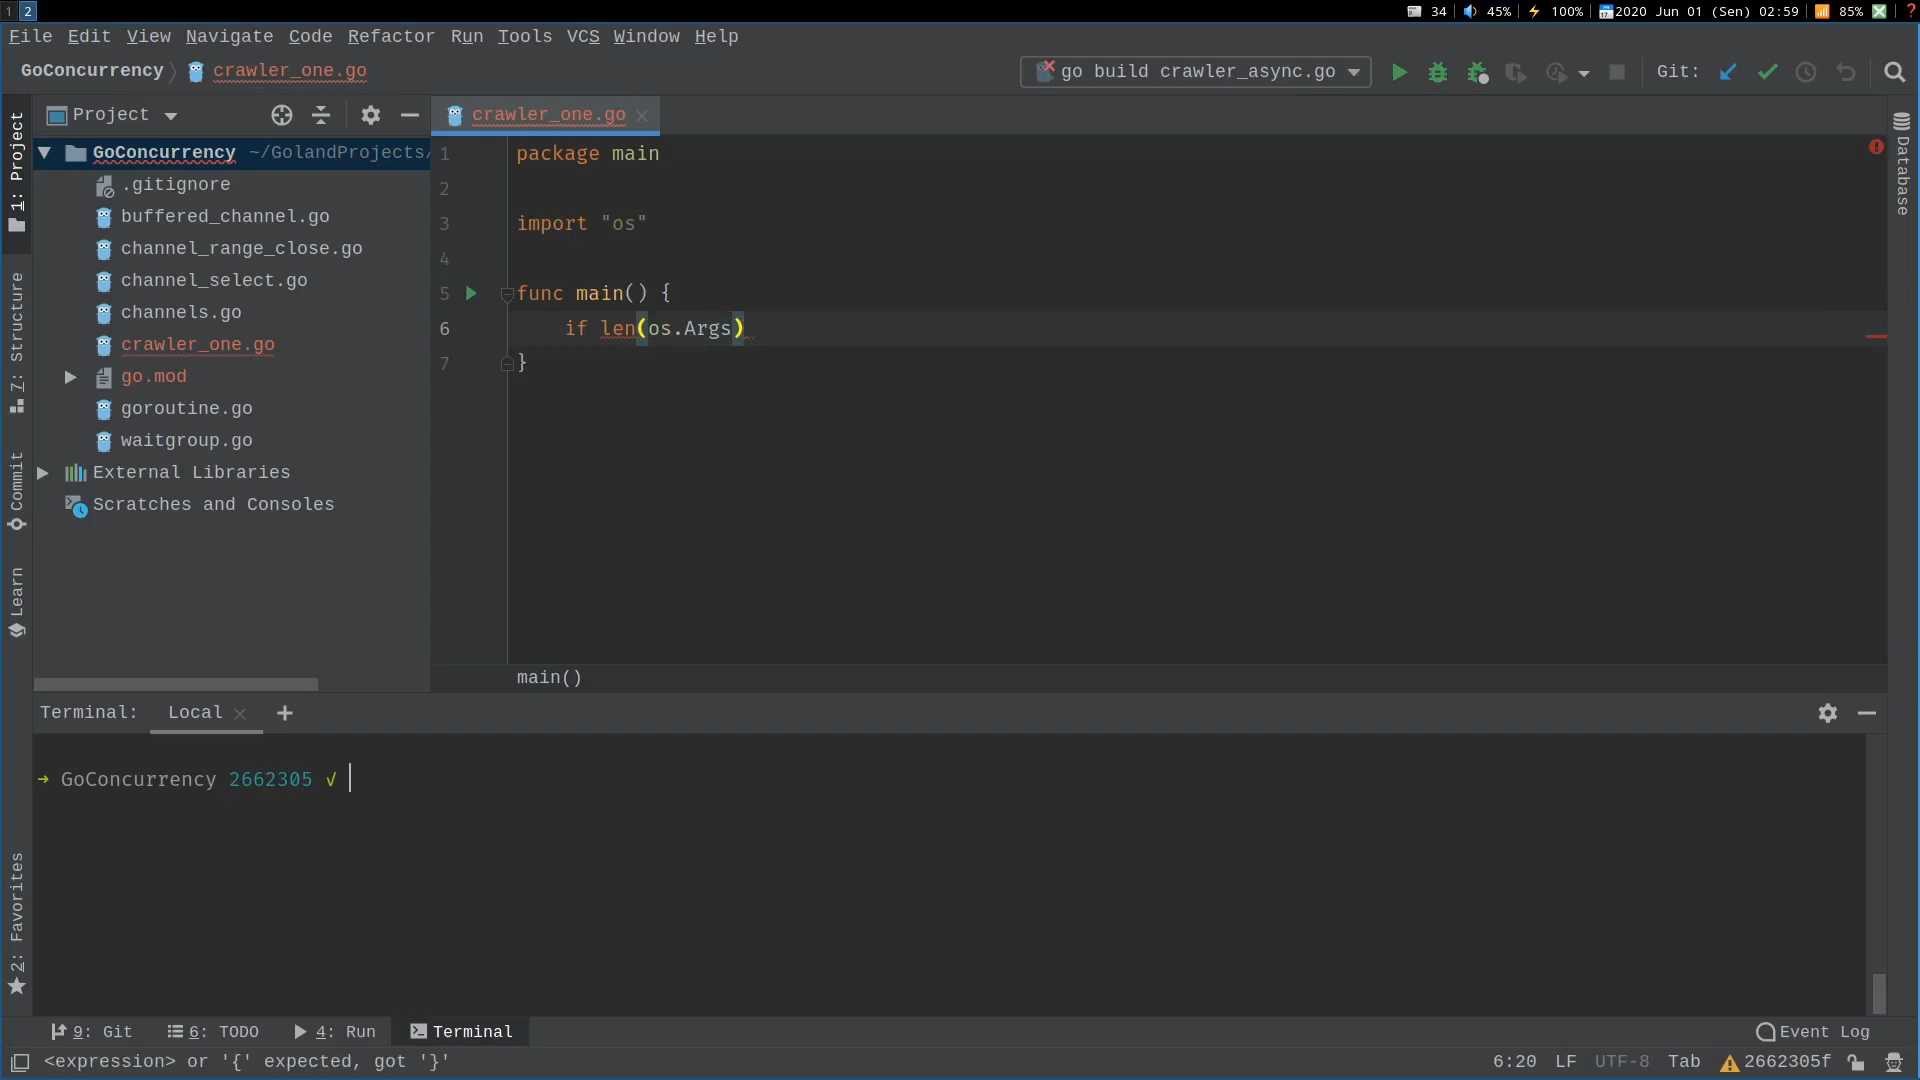 1 2 34 45% 100% 2020 Jun 01 (Sen) 02:59 85%
File Edit View Navigate Code Refactor Run Tools VCS Window Help
GoConcurrency crawler_one.go go build crawler_async.go Git:
Project crawler_one.go
GoConcurrency ~/GolandProjects/
.gitignore
buffered_channel.go
channel_range_close.go
channel_select.go
channels.go
crawler_one.go
go.mod
goroutine.go
waitgroup.go
External Libraries
Scratches and Consoles
1: Project
7: Structure
Commit
Learn
2: Favorites
1 package main
2
3 import "os"
4
5 func main() {
6 if len(os.Args)
7 }
main()
Database
Terminal: Local +
→ GoConcurrency 2662305 √
9: Git 6: TODO 4: Run Terminal Event Log
<expression> or '{' expected, got '}' 6:20 LF UTF-8 Tab 2662305f